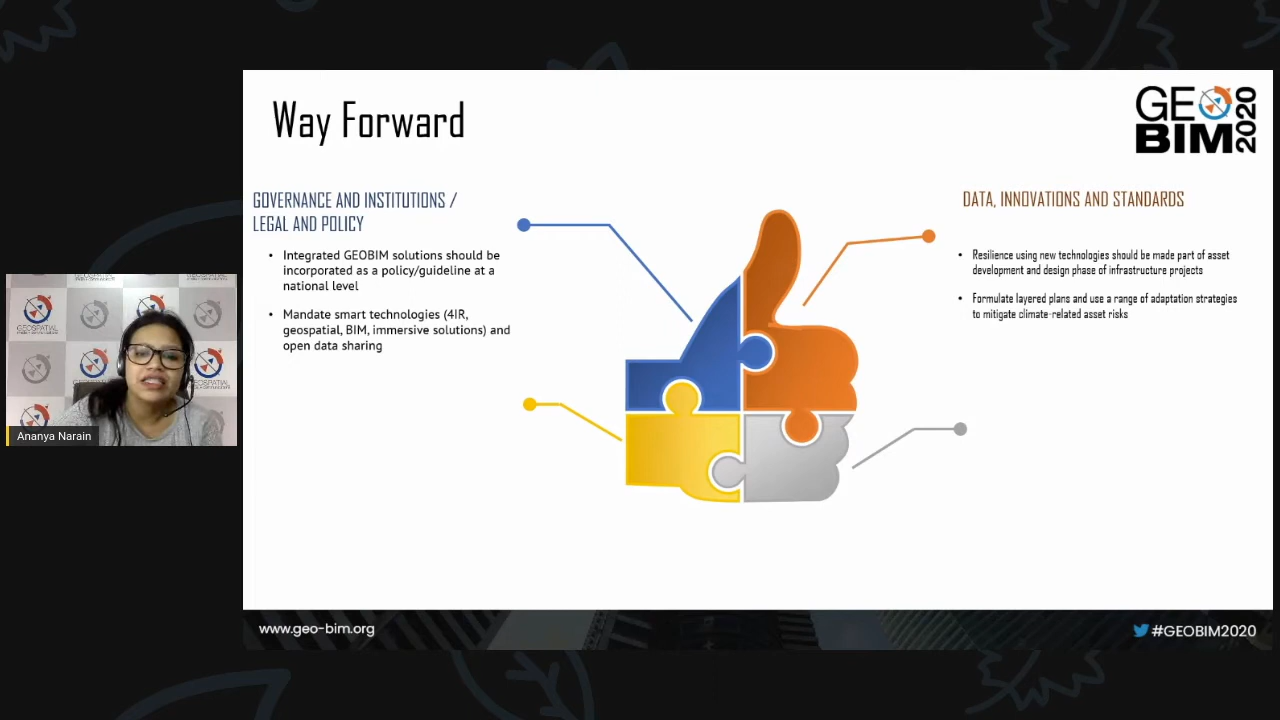 Way Forward
GEO
BIM
2020
GOVERNANCE AND INSTITUTIONS /
LEGAL AND POLICY
• Integrated GEOBIM solutions should be
incorporated as a policy/guideline at a
national level
• Mandate smart technologies (4IR,
geospatial, BIM, immersive solutions) and
open data sharing
DATA, INNOVATIONS AND STANDARDS
• Resilience using new technologies should be made part of asset
development and design phase of infrastructure projects
• Formulate layered plans and use a range of adaptation strategies
to mitigate climate-related asset risks
GEOSPATIAL
Ananya Narain
www.geo-bim.org
#GEOBIM2020